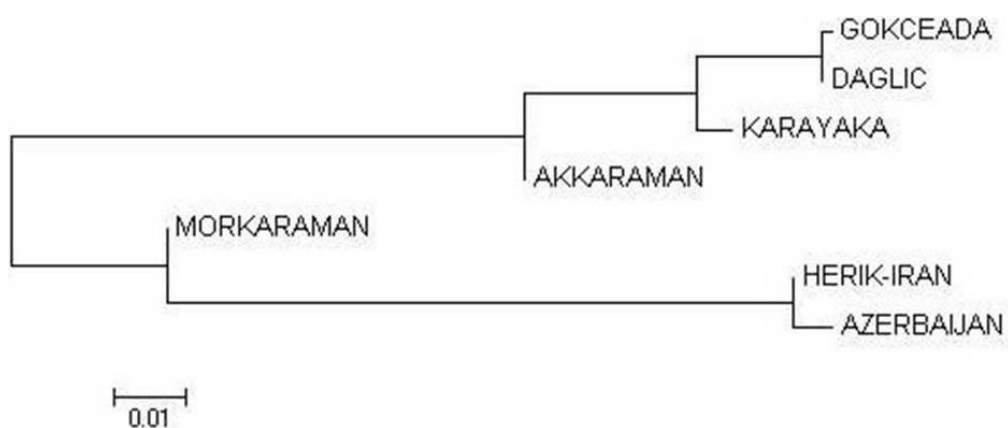 GOKCEADA
DAGLIC
KARAYAKA
AKKARAMAN
MORKARAMAN
HERIK-IRAN
AZERBAIJAN
0.01